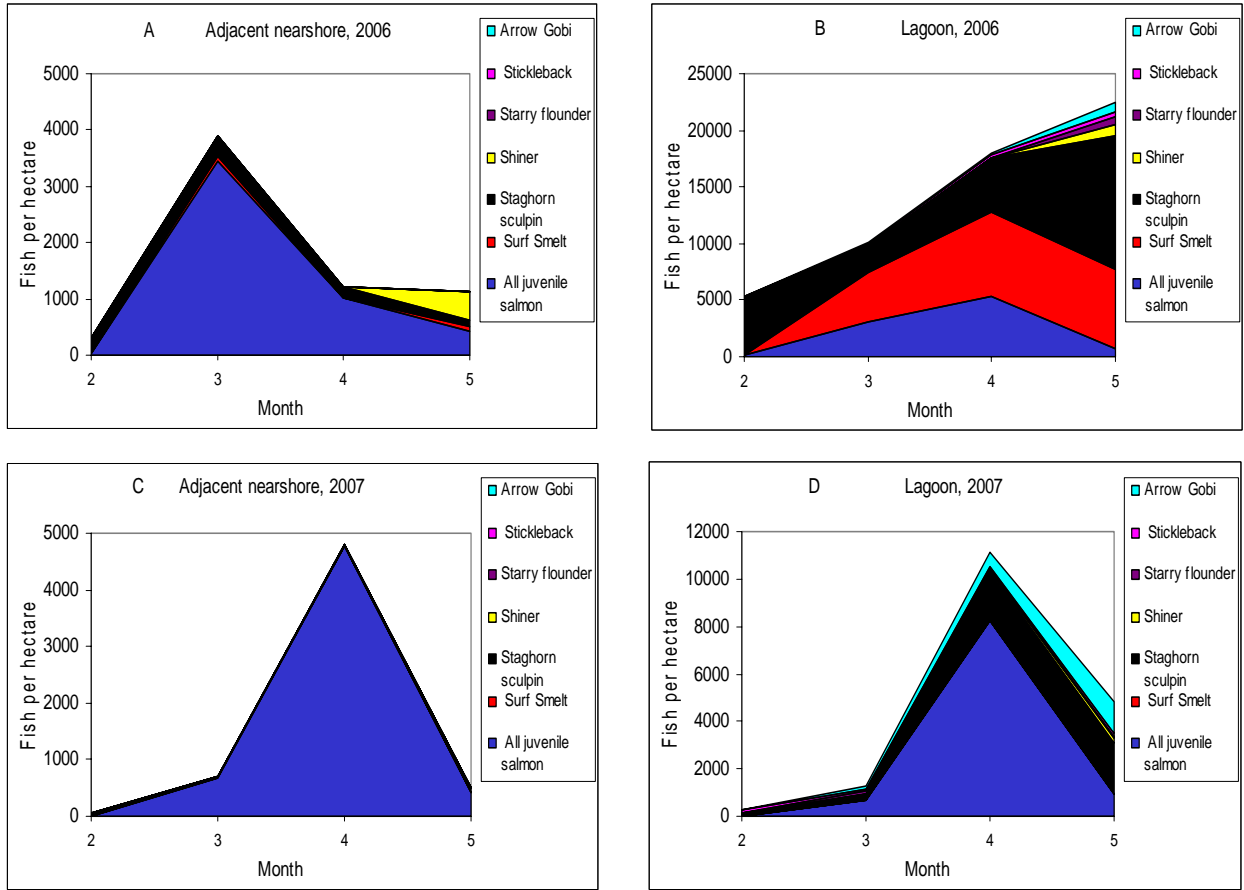 A Adjacent nearshore, 2006
Fish per hectare
5000
4000
3000
2000
1000
0
2 3 4 5
Month
Arrow Gobi
Stickleback
Starry flounder
Shiner
Staghorn
sculpin
Surf Smelt
All juvenile
salmon
B Lagoon, 2006
Fish per hectare
25000
20000
15000
10000
5000
0
2 3 4 5
Month
Arrow Gobi
Stickleback
Starry flounder
Shiner
Staghorn
sculpin
Surf Smelt
All juvenile
salmon
C Adjacent nearshore, 2007
Fish per hectare
5000
4000
3000
2000
1000
0
2 3 4 5
Month
Arrow Gobi
Stickleback
Starry flounder
Shiner
Staghorn
sculpin
Surf Smelt
All juvenile
salmon
D Lagoon, 2007
Fish per hectare
12000
10000
8000
6000
4000
2000
0
2 3 4 5
Month
Arrow Gobi
Stickleback
Starry flounder
Shiner
Staghorn
sculpin
Surf Smelt
All juvenile
salmon